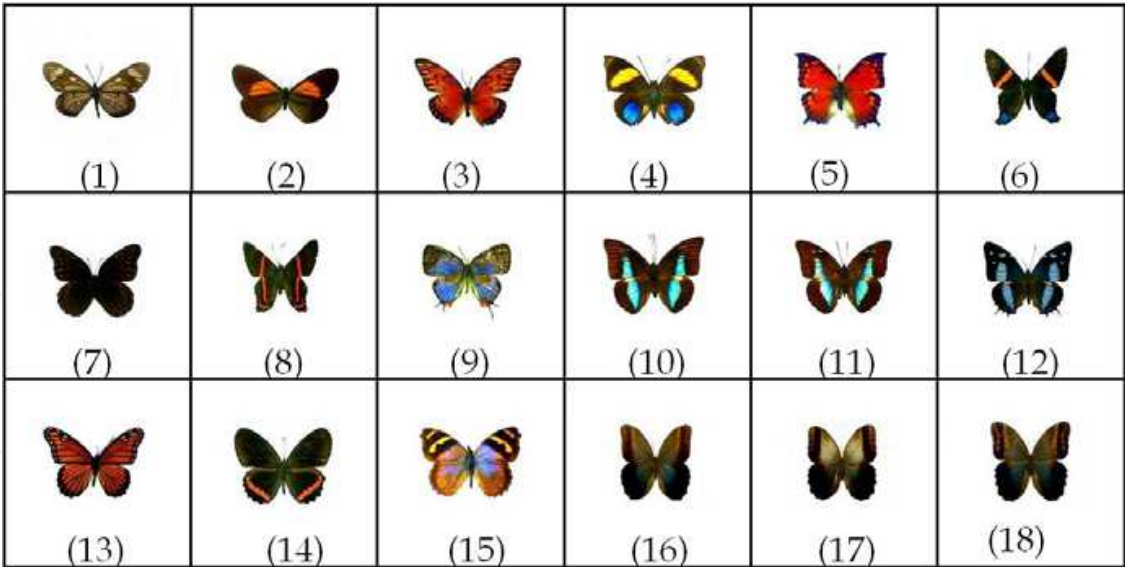 (1) (2) (3) (4) (5) (6)
(7) (8) (9) (10) (11) (12)
(13) (14) (15) (16) (17) (18)